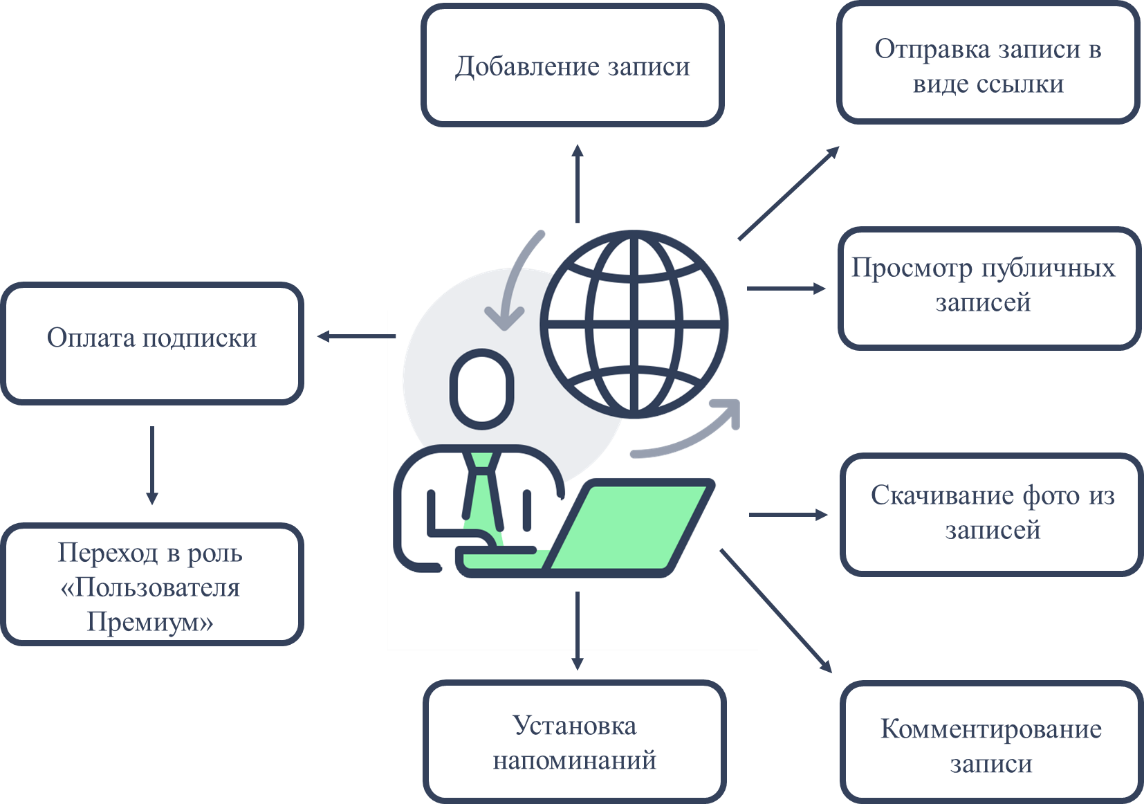 Добавление записи
Отправка записи в
виде ссылки
Просмотр публичных
записей
Оплата подписки
Скачивание фото из
записей
Переход в роль
«Пользователя
Премиум»
Установка
напоминаний
Комментирование
записи